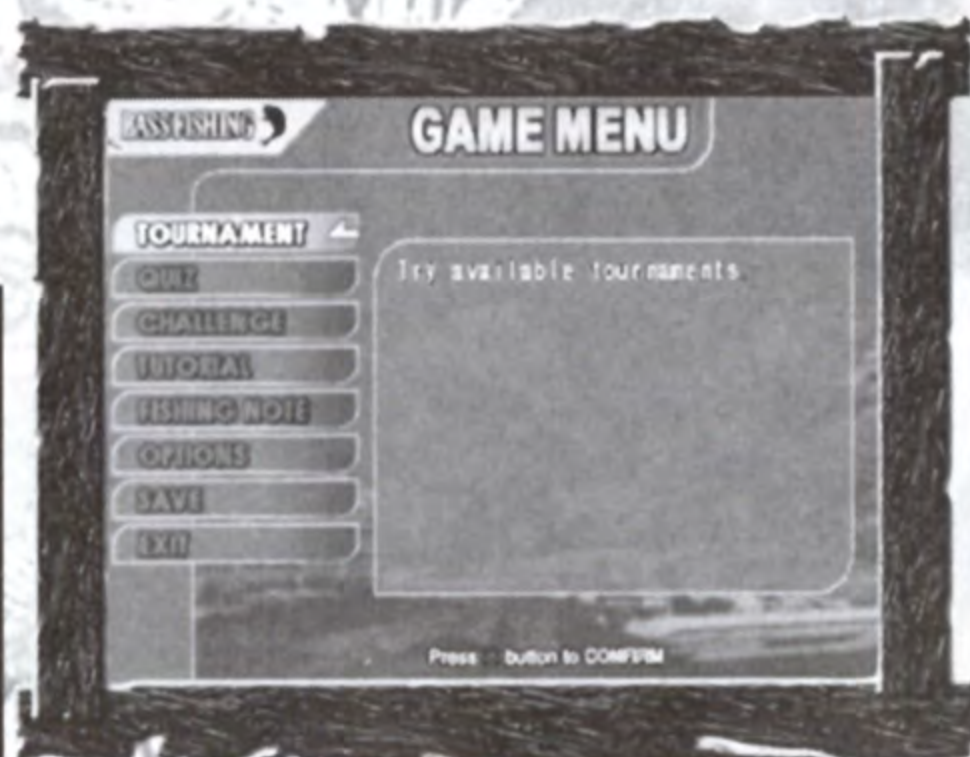 BASS FISHING
GAME MENU
TOURNAMENT
QUIZ
CHALLENGE
TUTORIAL
FISHING NOTE
OPTIONS
SAVE
EXIT
Try available tournaments.
Press button to CONFIRM